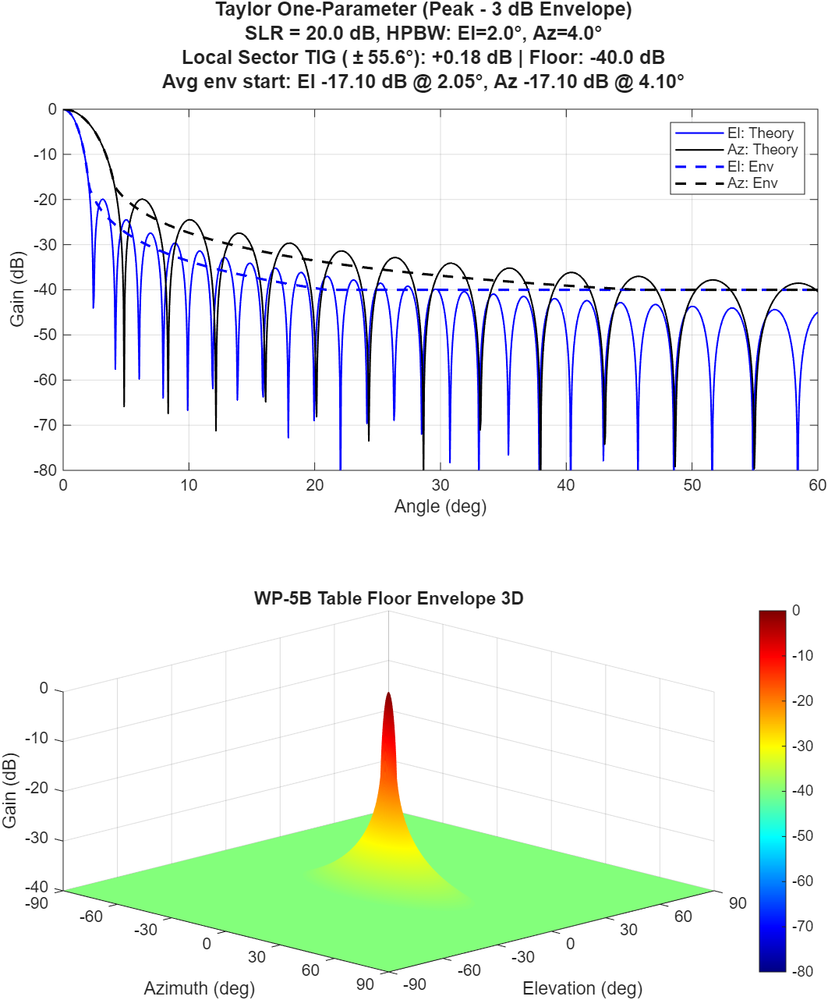 Taylor One-Parameter (Peak - 3 dB Envelope)
SLR = 20.0 dB, HPBW: El=2.0°, Az=4.0°
Local Sector TIG ( ± 55.6°): +0.18 dB | Floor: -40.0 dB
Avg env start: El -17.10 dB @ 2.05°, Az -17.10 dB @ 4.10°
0
-10
-20
-30
-40
-50
-60
-70
-80
Gain (dB)
El: Theory
Az: Theory
El: Env
Az: Env
0 10 20 30 40 50 60
Angle (deg)
WP-5B Table Floor Envelope 3D
0
-10
-20
-30
-40
Gain (dB)
-90 -60 -30 0 30 60 90
Azimuth (deg)
-90 -60 -30 0 30 60 90
Elevation (deg)
0
-10
-20
-30
-40
-50
-60
-70
-80